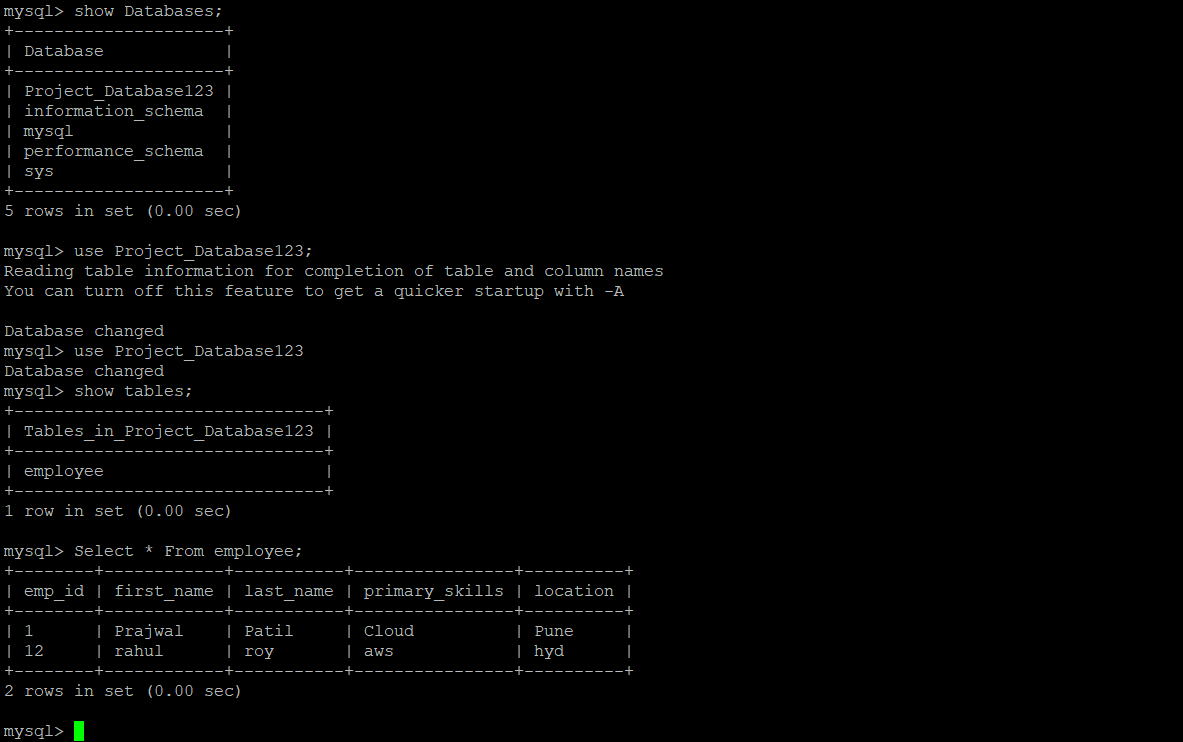 mysql> show Databases;
+---------------------+
| Database            |
+---------------------+
| Project_Database123 |
| information_schema  |
| mysql               |
| performance_schema  |
| sys                 |
+---------------------+
5 rows in set (0.00 sec)

mysql> use Project_Database123;
Reading table information for completion of table and column names
You can turn off this feature to get a quicker startup with -A

Database changed
mysql> use Project_Database123
Database changed
mysql> show tables;
+-------------------------------+
| Tables_in_Project_Database123 |
+-------------------------------+
| employee                      |
+-------------------------------+
1 row in set (0.00 sec)

mysql> Select * From employee;
+--------+------------+-----------+----------------+----------+
| emp_id | first_name | last_name | primary_skills | location |
+--------+------------+-----------+----------------+----------+
| 1      | Prajwal    | Patil     | Cloud          | Pune     |
| 12     | rahul      | roy       | aws            | hyd      |
+--------+------------+-----------+----------------+----------+
2 rows in set (0.00 sec)

mysql>